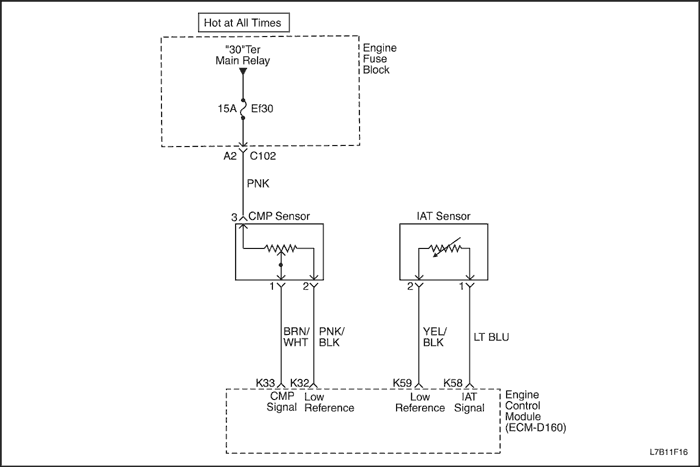 Hot at All Times
"30"Ter
Main Relay
Engine
Fuse
Block
15A Ef30
A2 C102
PNK
3 CMP Sensor
IAT Sensor
1 2 2 1
BRN/
WHT
PNK/
BLK
YEL/
BLK
LT BLU
K33 K32 K59 K58
CMP
Signal
Low
Reference
Low
Reference
IAT
Signal
Engine
Control
Module
(ECM-D160)
L7B11F16